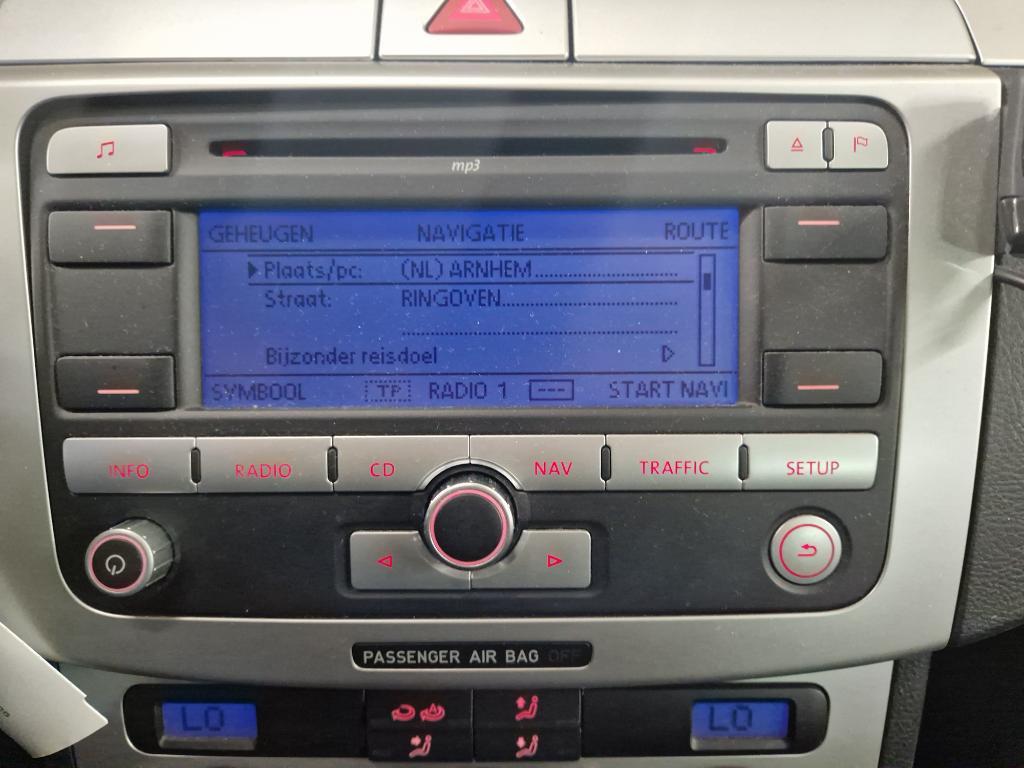 mp3
GEHEUGEN NAVIGATIE ROUTE
Plaats/pc: (NL) ARNHEM
Straat: RINGOVEN
Bijzonder reisdoel
SYMBOOL TP RADIO 1 --- START NAVI
INFO RADIO CD NAV TRAFFIC SETUP
PASSENGER AIR BAG OFF
LO LO